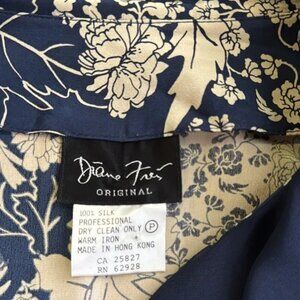 Diane Freis
ORIGINAL
100% SILK
PROFESSIONAL
DRY CLEAN ONLY Ⓟ
WARM IRON
MADE IN HONG KONG
CA 25827
RN 62928